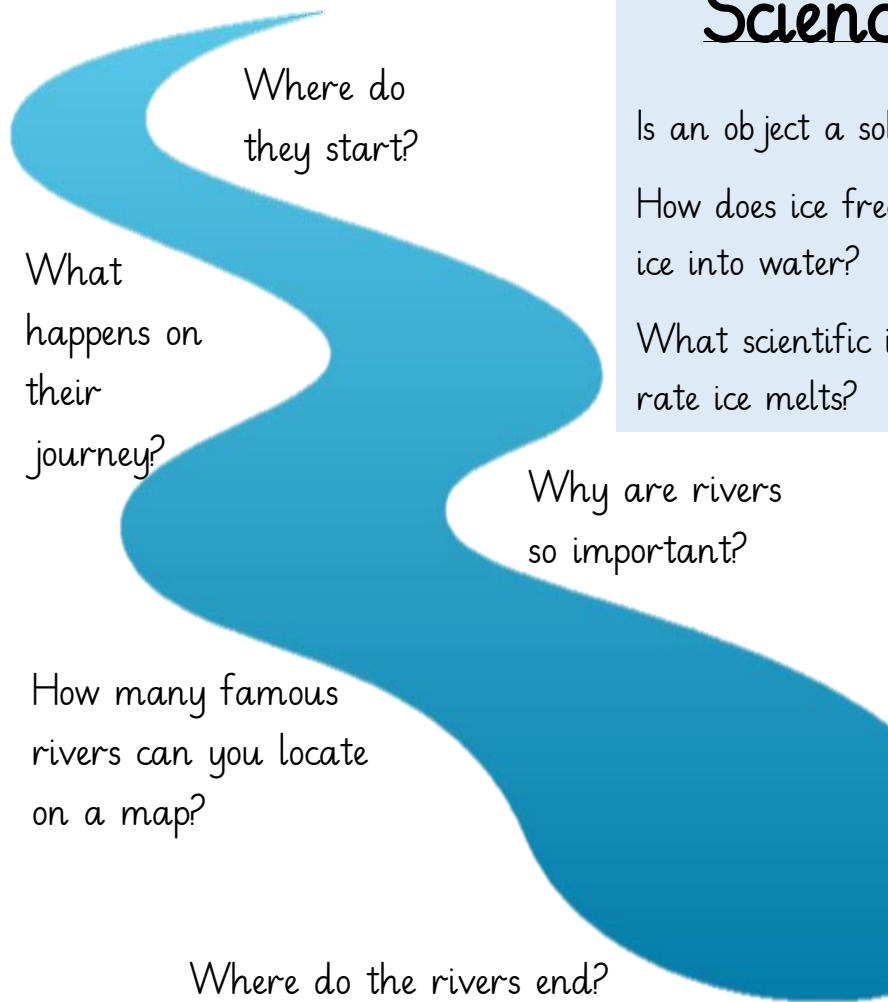 Where do
they start?
What
happens on
their
journey?
Why are rivers
so important?
How many famous
rivers can you locate
on a map?
Where do the rivers end?
Is an object a
How does ice
ice into water?
What scientific
rate ice melts?